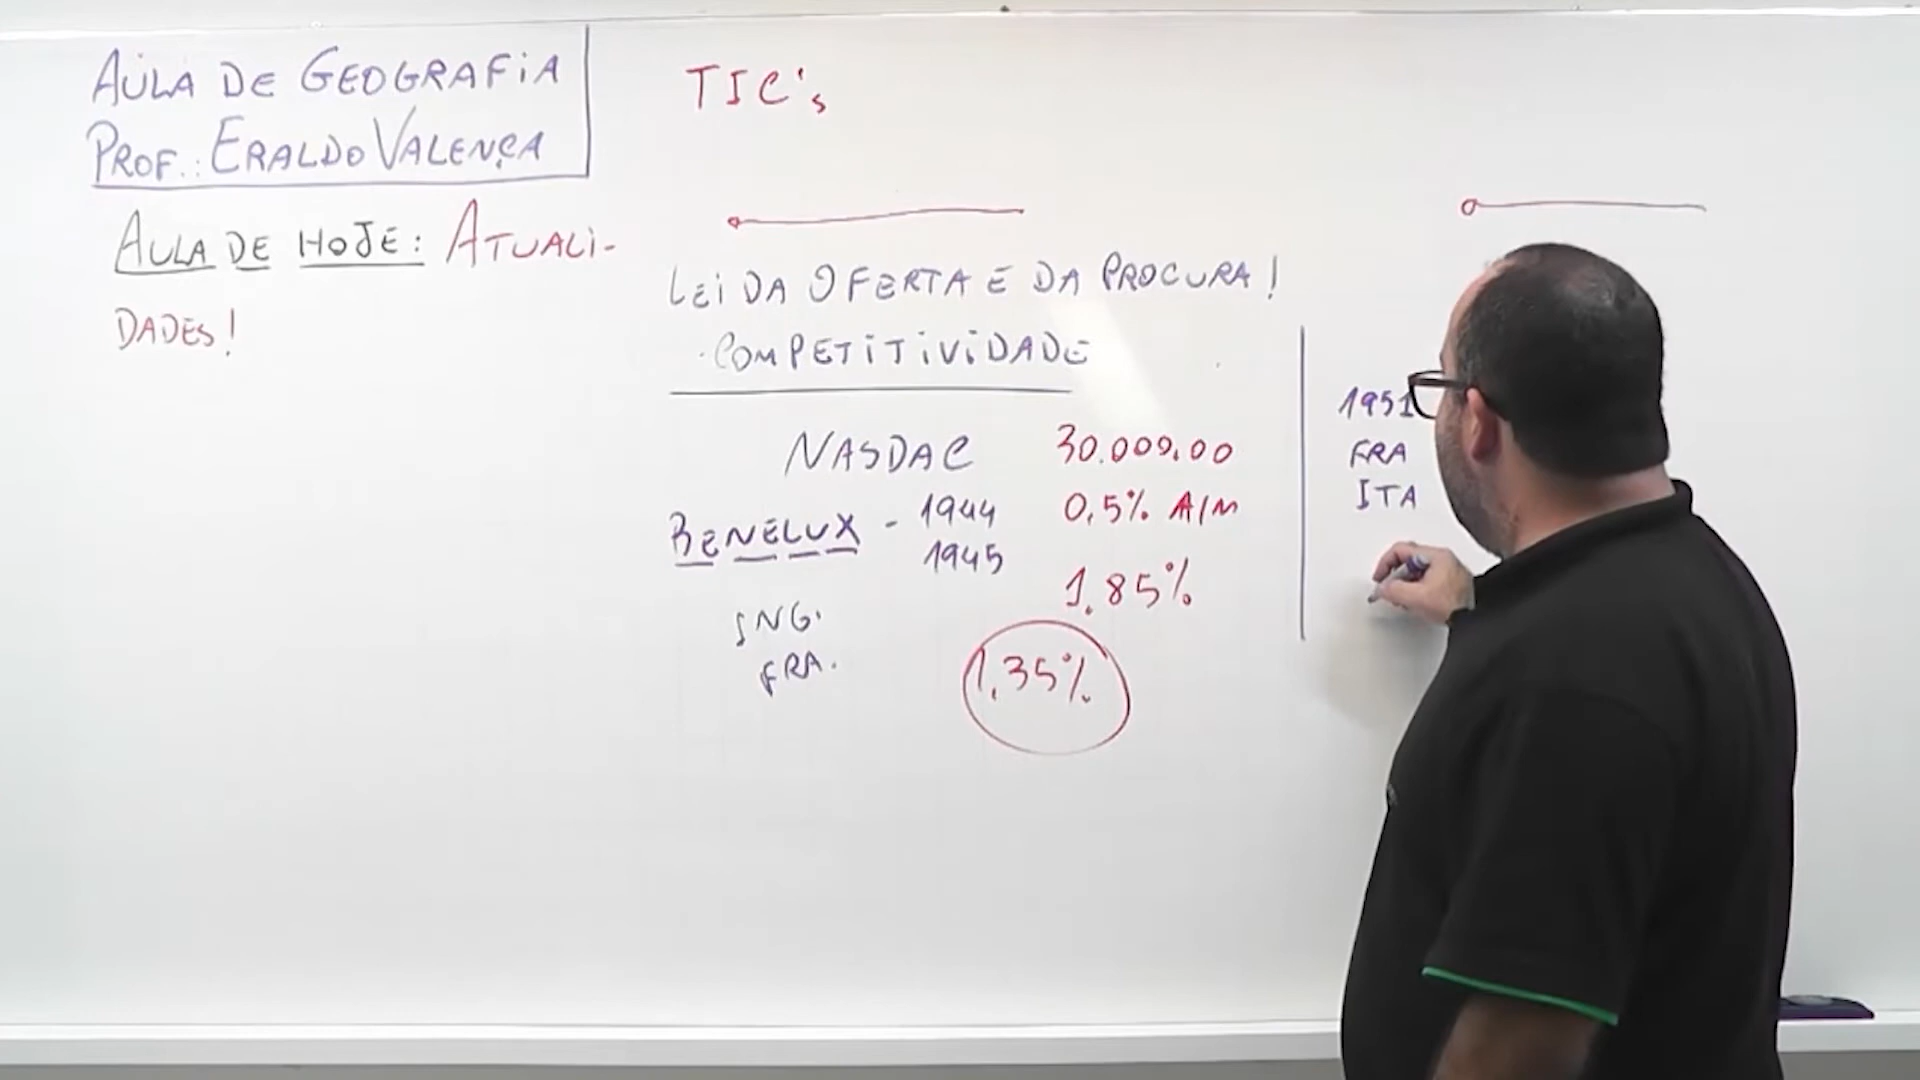 AULA DE GEOGRAFIA
PROF.: ERALDO VALENÇA
AULA DE HOJE: ATUALI-
DADES!
TIC's
LEI DA OFERTA E DA PROCURA!
·COMPETITIVIDADE
NASDAC 30.000,00
BENELUX - 1944 0,5% A/M
1945
1,85%
ING.
FRA.
1,35%
1951
FRA
ITA